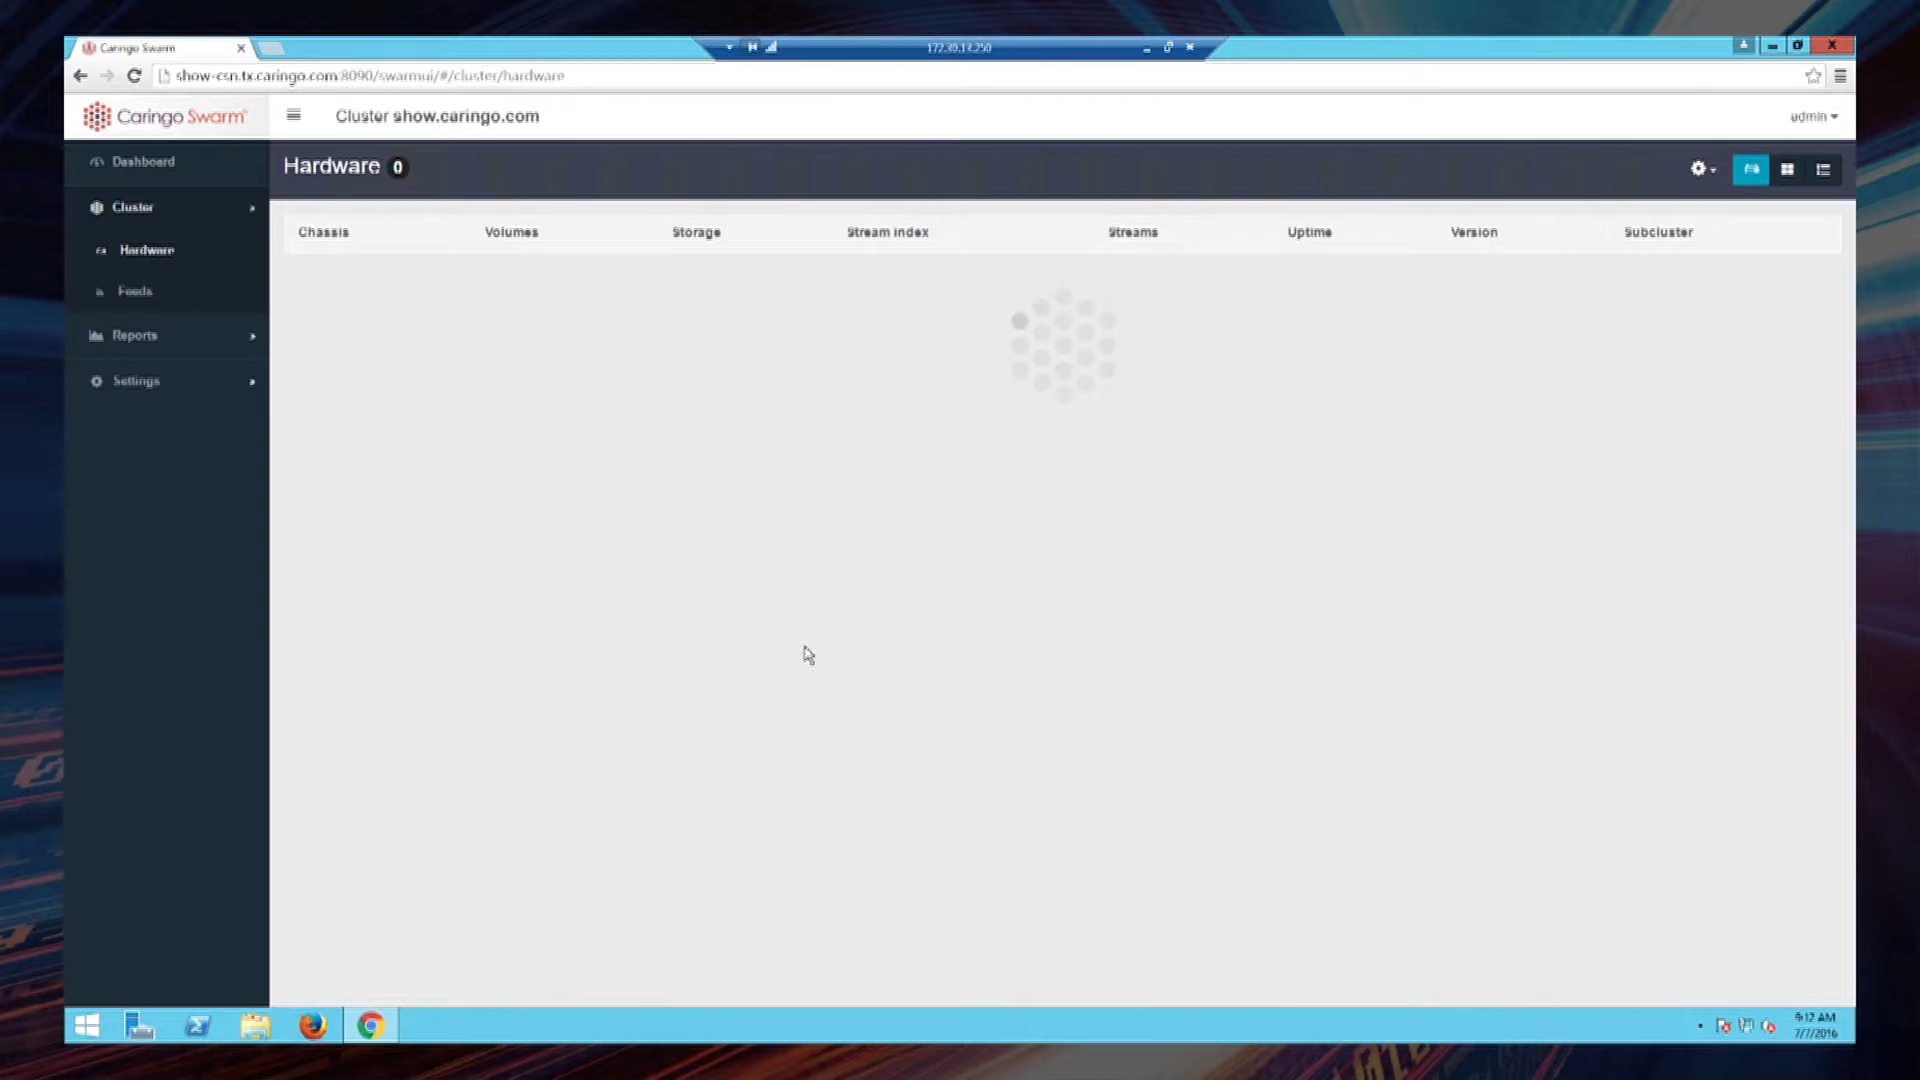 Caringo Swarm
172.30.13.250
show-csn.tx.caringo.com:8090/swarmui/#/cluster/hardware
Caringo Swarm
Cluster show.caringo.com
admin
Dashboard
Hardware 0
Cluster
Hardware
Feeds
Reports
Settings
Chassis Volumes Storage Stream index Streams Uptime Version Subcluster
9:12 AM
7/7/2016